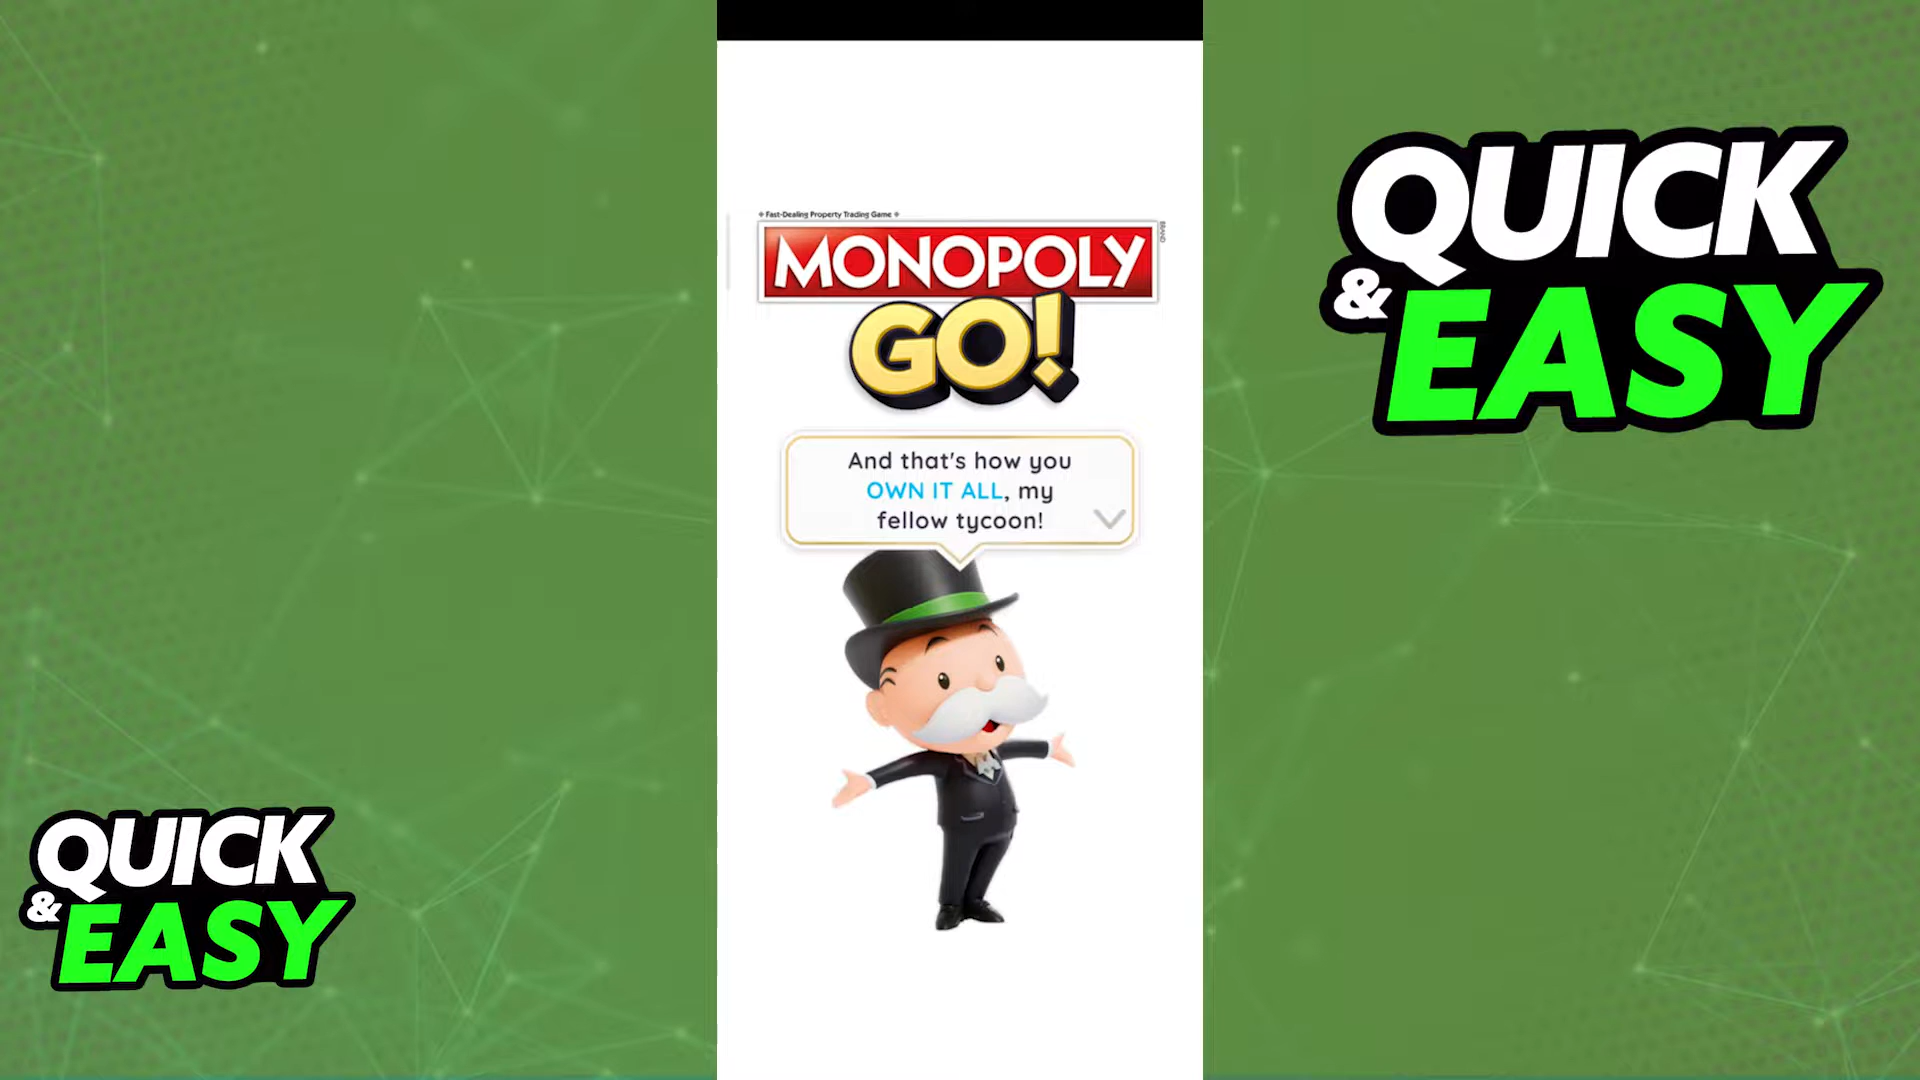 ✦ Fast-Dealing Property Trading Game ✦
BRAND
MONOPOLY
GO!
And that's how you
OWN IT ALL, my
fellow tycoon!
QUICK
& EASY
QUICK
& EASY